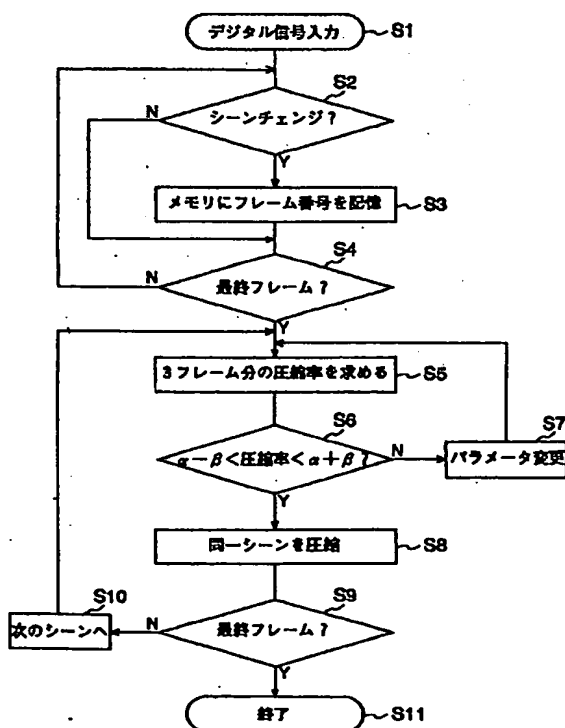 デジタル信号入力 S1
S2
N シーンチェンジ?
Y
メモリにフレーム番号を記憶 S3
S4
N 最終フレーム?
Y
3フレーム分の圧縮率を求める S5
S6
S7
α-β<圧縮率<α+β? N パラメータ変更
Y
同一シーンを圧縮 S8
S10 S9
次のシーンへ N 最終フレーム?
Y
終了 S11